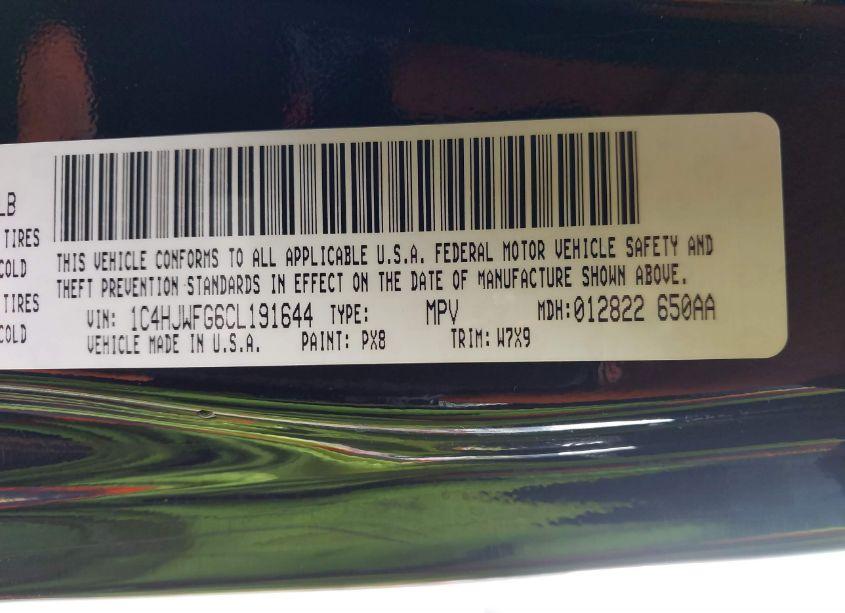 LB
TIRES
COLD
TIRES
COLD
THIS VEHICLE CONFORMS TO ALL APPLICABLE U.S.A. FEDERAL MOTOR VEHICLE SAFETY AND
THEFT PREVENTION STANDARDS IN EFFECT ON THE DATE OF MANUFACTURE SHOWN ABOVE.
VIN: 1C4HJWFG6CL191644 TYPE: MPV MDH:012822 650AA
VEHICLE MADE IN U.S.A. PAINT: PX8 TRIM: W7X9